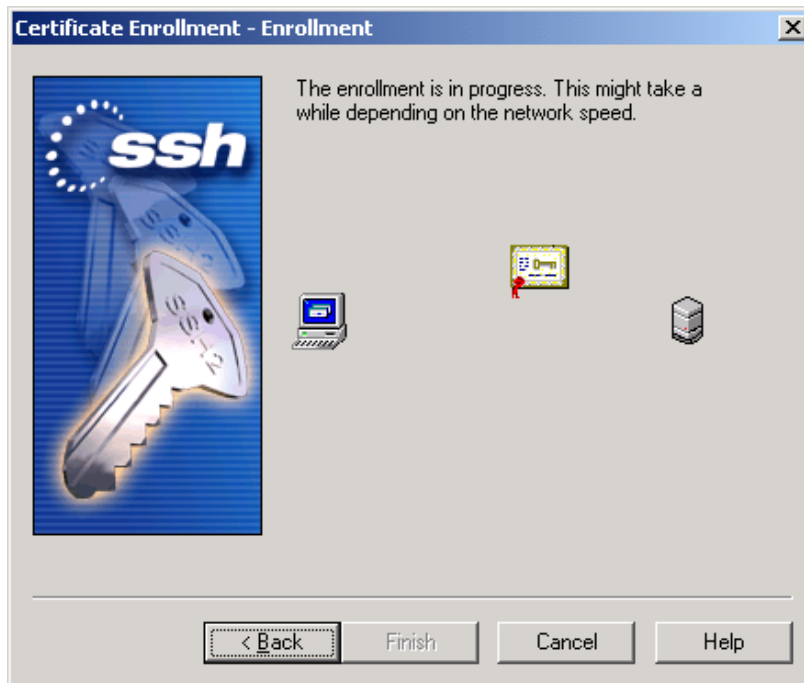 Certificate Enrollment - Enrollment
ssh
The enrollment is in progress. This might take a
while depending on the network speed.
< Back
Finish
Cancel
Help